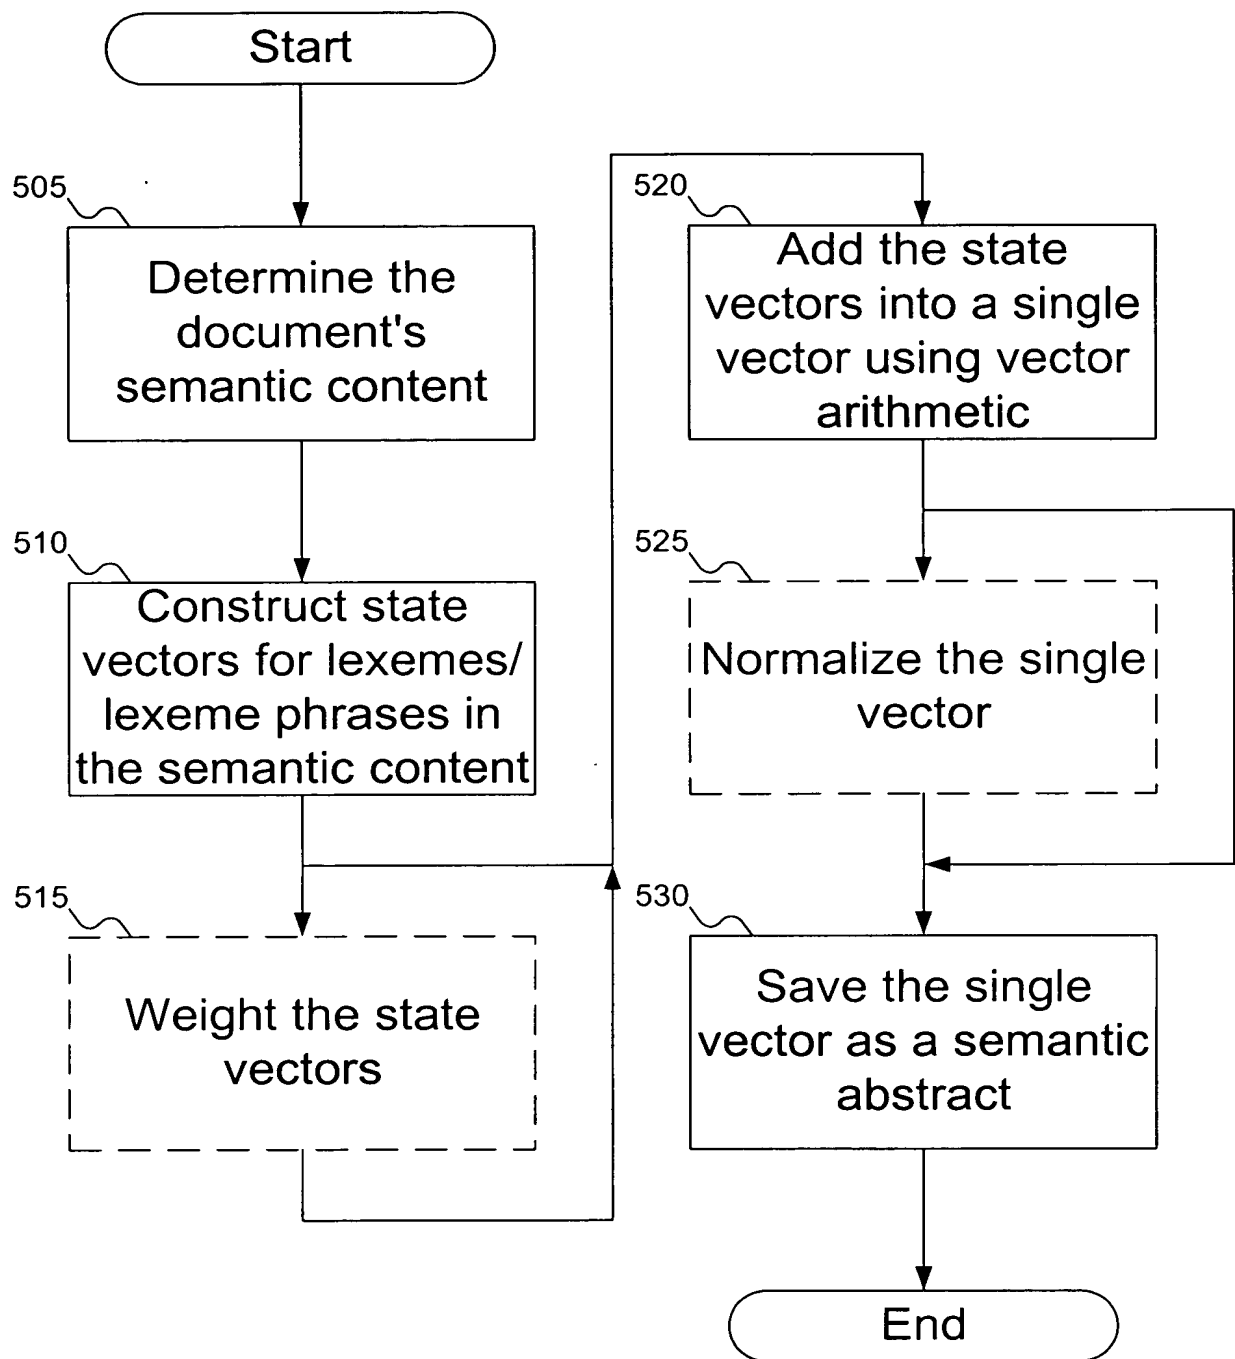 Start
505
Determine the
document's
semantic content
510
Construct state
vectors for lexemes/
lexeme phrases in
the semantic content
515
Weight the state
vectors
520
Add the state
vectors into a single
vector using vector
arithmetic
525
Normalize the single
vector
530
Save the single
vector as a semantic
abstract
End